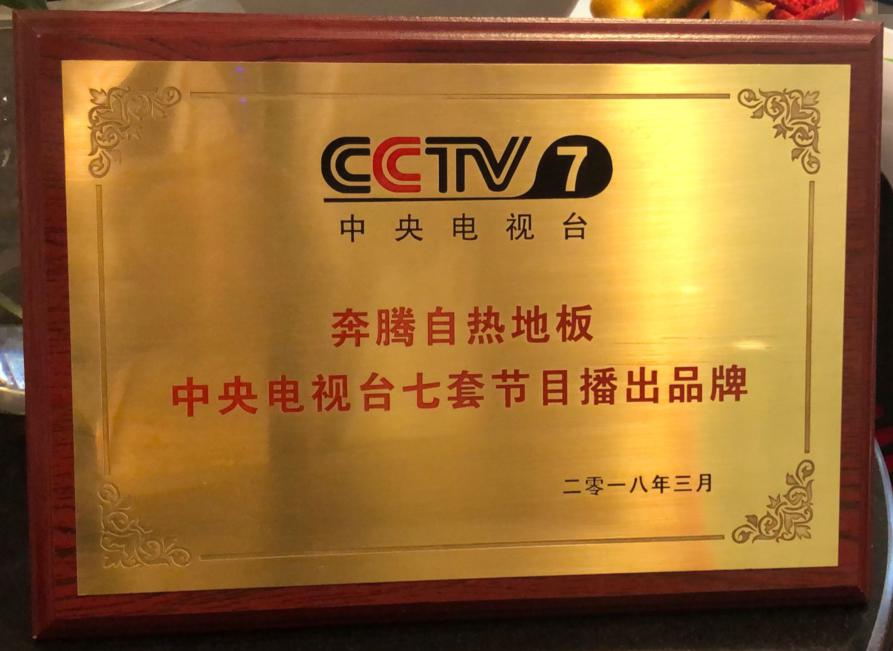 CCTV 7
中央电视台
奔腾自热地板
中央电视台七套节目播出品牌
二零一八年三月